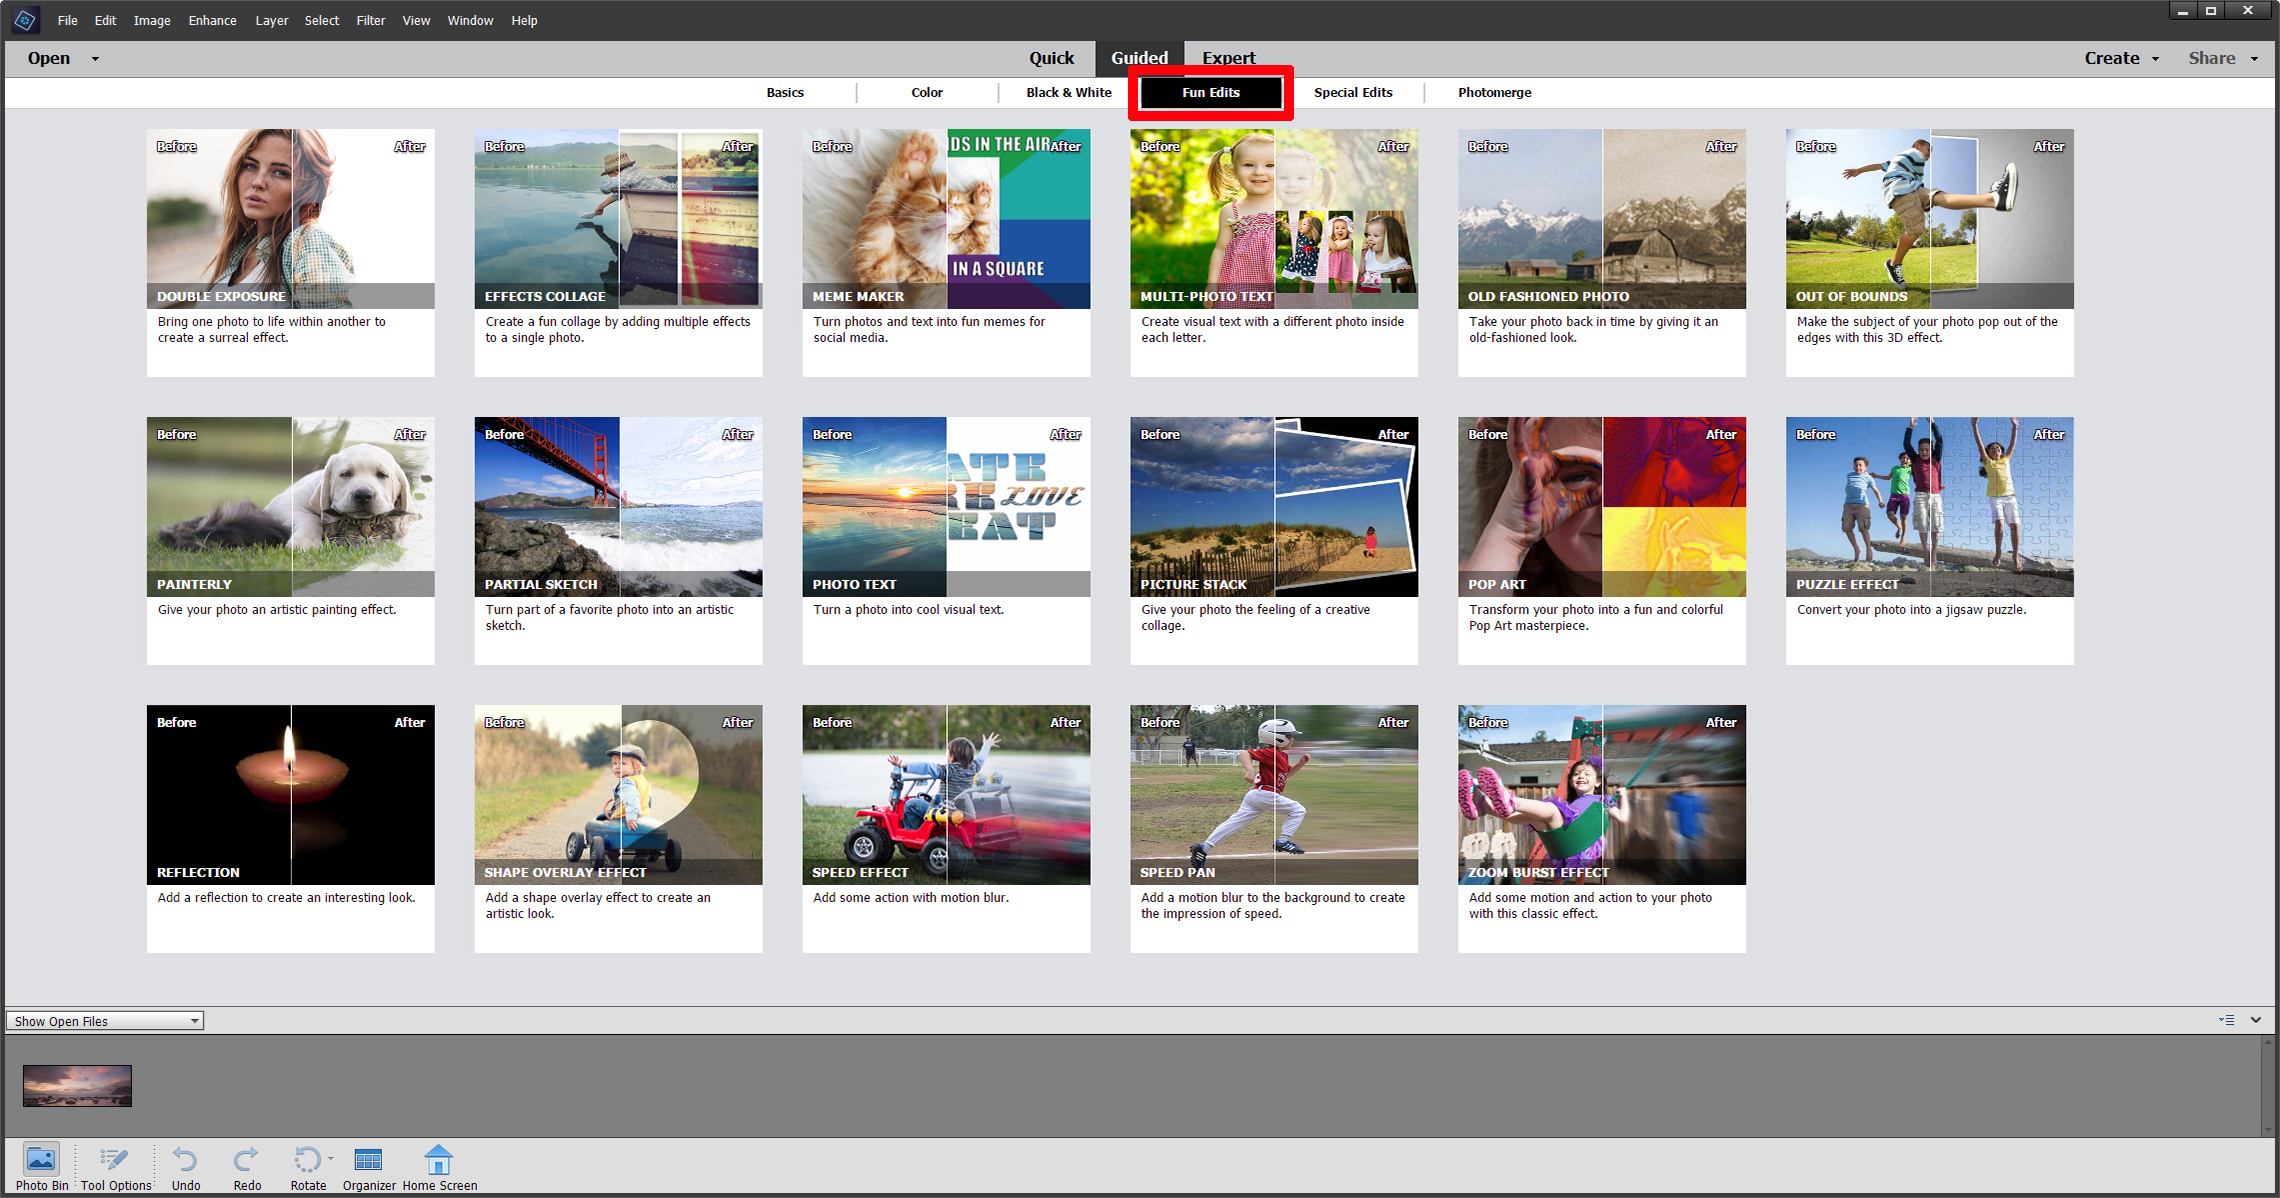 File Edit Image Enhance Layer Select Filter View Window Help
Open Quick Guided Expert Create Share
Basics Color Black & White Fun Edits Special Edits Photomerge
Before After
DOUBLE EXPOSURE
Bring one photo to life within another to
create a surreal effect.
Before After
EFFECTS COLLAGE
Create a fun collage by adding multiple effects
to a single photo.
Before After
DS IN THE AIR
IN A SQUARE
MEME MAKER
Turn photos and text into fun memes for
social media.
Before After
MULTI-PHOTO TEXT
Create visual text with a different photo inside
each letter.
Before After
OLD FASHIONED PHOTO
Take your photo back in time by giving it an
old-fashioned look.
Before After
OUT OF BOUNDS
Make the subject of your photo pop out of the
edges with this 3D effect.
Before After
PAINTERLY
Give your photo an artistic painting effect.
Before After
PARTIAL SKETCH
Turn part of a favorite photo into an artistic
sketch.
Before After
ATE
RE LOVE
EAT
PHOTO TEXT
Turn a photo into cool visual text.
Before After
PICTURE STACK
Give your photo the feeling of a creative
collage.
Before After
POP ART
Transform your photo into a fun and colorful
Pop Art masterpiece.
Before After
PUZZLE EFFECT
Convert your photo into a jigsaw puzzle.
Before After
REFLECTION
Add a reflection to create an interesting look.
Before After
SHAPE OVERLAY EFFECT
Add a shape overlay effect to create an
artistic look.
Before After
SPEED EFFECT
Add some action with motion blur.
Before After
SPEED PAN
Add a motion blur to the background to create
the impression of speed.
Before After
ZOOM BURST EFFECT
Add some motion and action to your photo
with this classic effect.
Show Open Files
Photo Bin Tool Options Undo Redo Rotate Organizer Home Screen